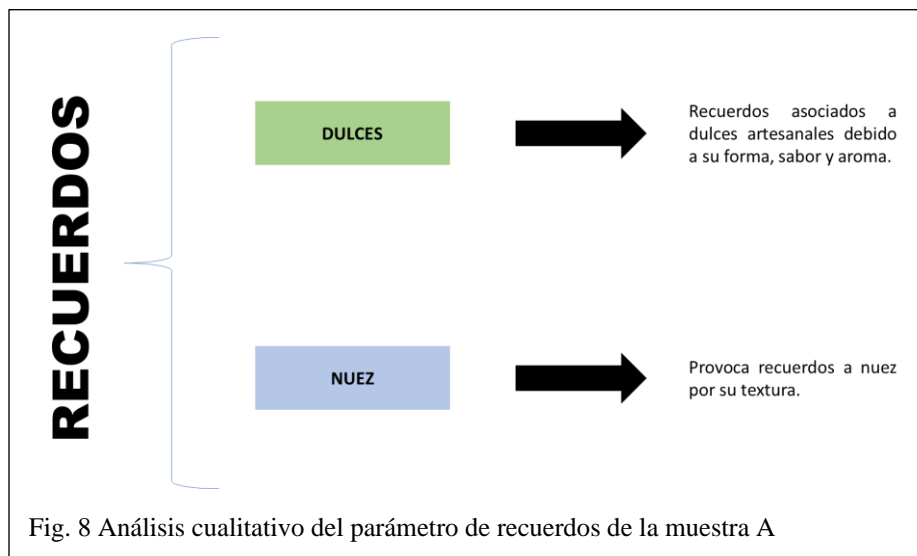 RECUERDOS
DULCES
Recuerdos asociados a
dulces artesanales debido
a su forma, sabor y aroma.
NUEZ
Provoca recuerdos a nuez
por su textura.
Fig. 8 Análisis cualitativo del parámetro de recuerdos de la muestra A